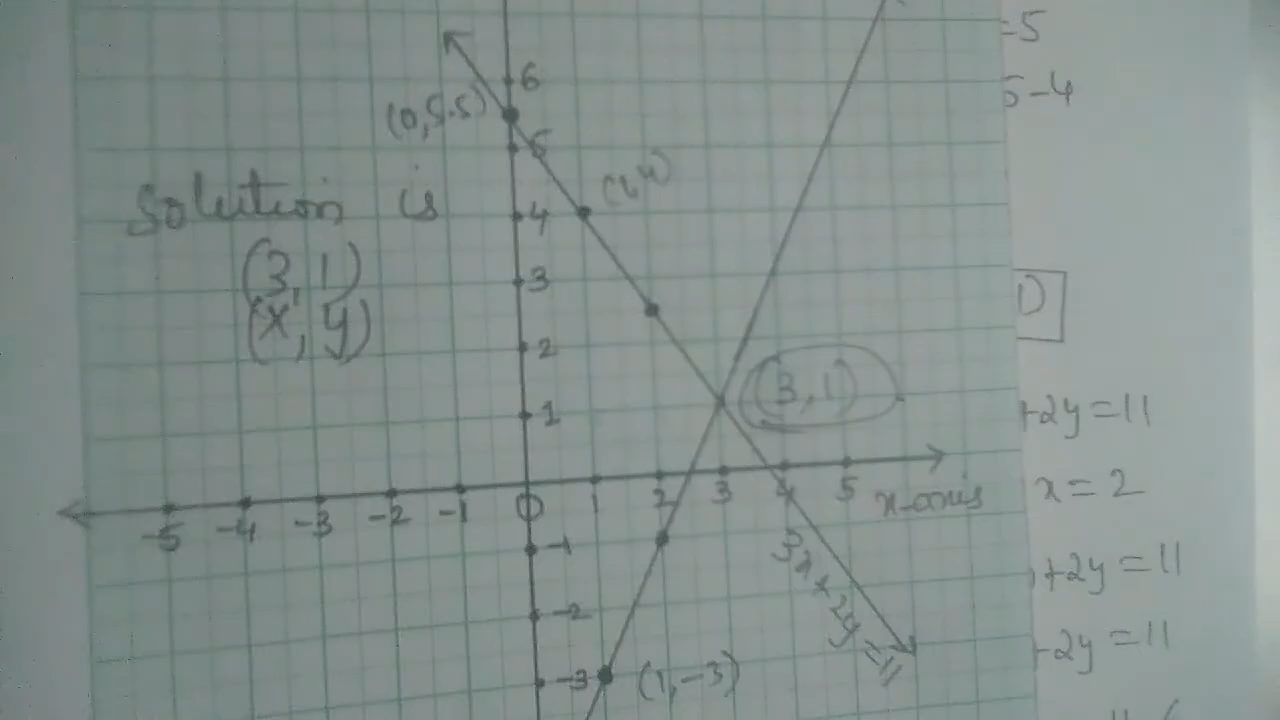 =5
5-4
6
(0,5.5)
5
(1,4)
Solution is
4
(3,1)
3
(x,y)
2
(3,1)
1
+2y=11
x=2
-5 -4 -3 -2 -1 0 1 2 3 4 5 x-axis
-1
3x+2y=11
+2y=11
-2
-2y=11
-3
(1,-3)